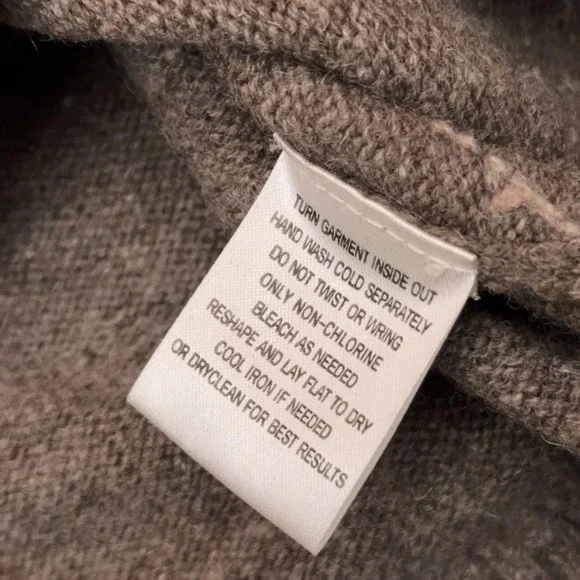 TURN GARMENT INSIDE OUT
HAND WASH COLD SEPARATELY
DO NOT TWIST OR WRING
ONLY NON-CHLORINE
BLEACH AS NEEDED
RESHAPE AND LAY FLAT TO DRY
COOL IRON IF NEEDED
OR DRYCLEAN FOR BEST RESULTS